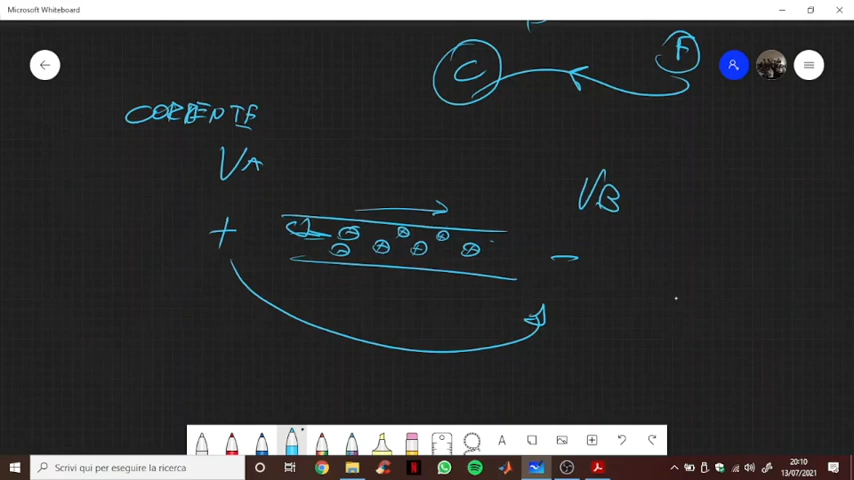 Microsoft Whiteboard
C
F
CORRENTE
VA
VB
+
−
A
Scrivi qui per eseguire la ricerca
20:10
13/07/2021